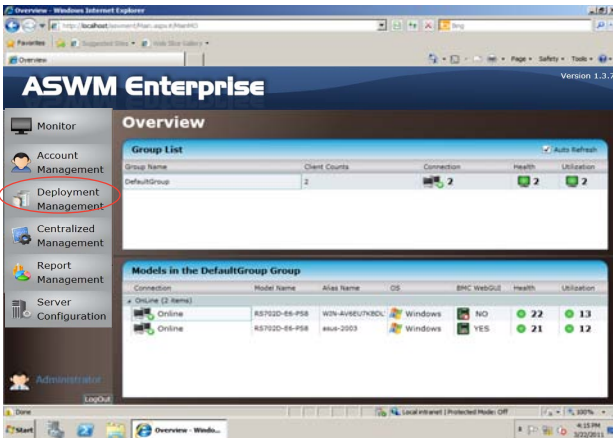 Overview - Windows Internet Explorer
Bing
Favorites Suggested Sites Web Slice Gallery
Overview
Page Safety Tools
ASWM Enterprise
Version 1.3.7
Monitor
Account Management
Deployment Management
Centralized Management
Report Management
Server Configuration
Administrator
LogOut
Overview
Group List
Auto Refresh
Group Name Client Counts Connection Health Utilization
DefaultGroup 2 2 2 2
Models in the DefaultGroup Group
Connection Model Name Alias Name OS BMC WebGUI Health Utilization
OnLine (2 items)
Online RS702D-E6-PS8 Windows NO 22 13
Online RS702D-E6-PS8 asus-2003 Windows YES 21 12
Done
Local intranet | Protected Mode: Off
100%
Start
Overview - Windo...
4:15 PM
3/22/2011